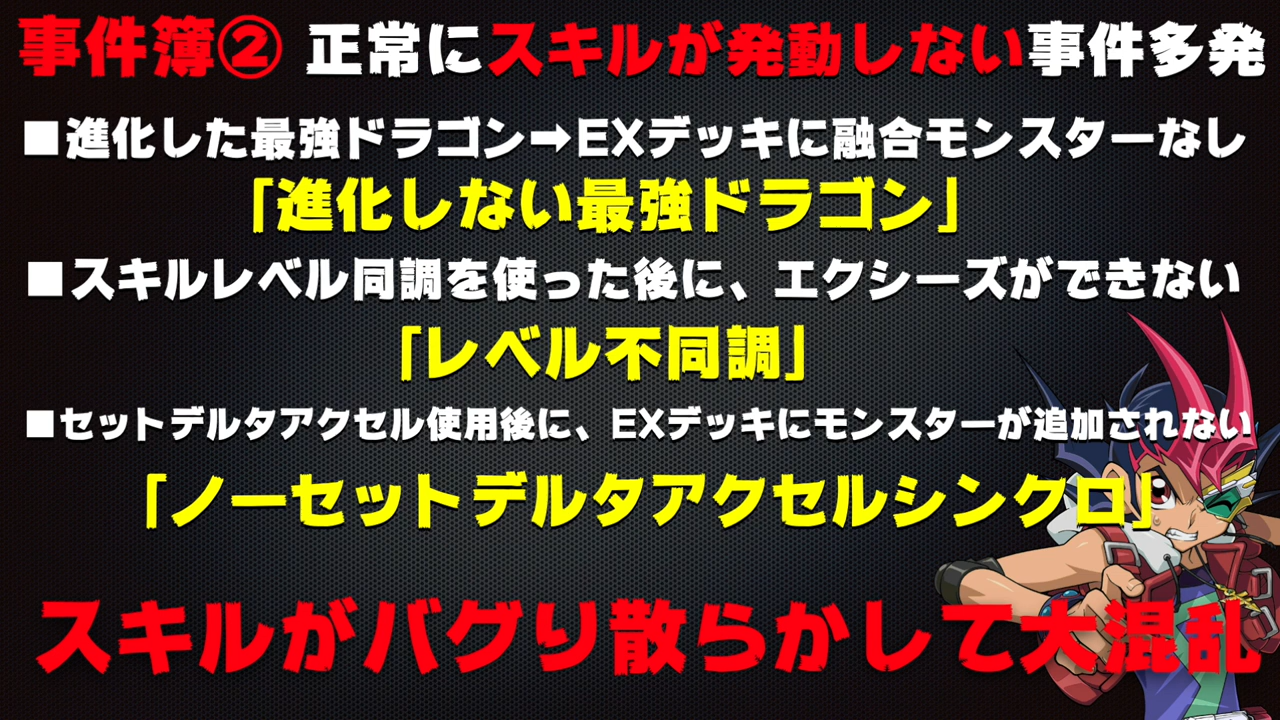 事件簿② 正常にスキルが発動しない事件多発
■進化した最強ドラゴン➡EXデッキに融合モンスターなし
「進化しない最強ドラゴン」
■スキルレベル同調を使った後に、エクシーズができない
「レベル不同調」
■セットデルタアクセル使用後に、EXデッキにモンスターが追加されない
「ノーセットデルタアクセルシンクロ」
スキルがバグり散らかして大混乱